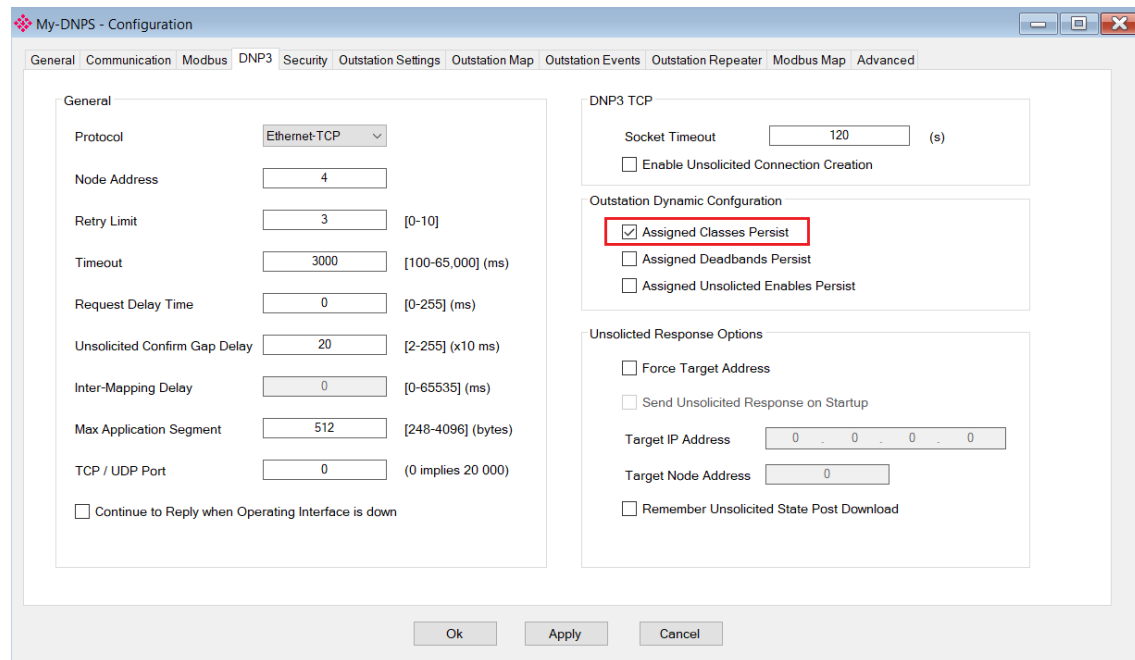 My-DNPS - Configuration
General Communication Modbus DNP3 Security Outstation Settings Outstation Map Outstation Events Outstation Repeater Modbus Map Advanced
General
Protocol Ethernet-TCP
Node Address 4
Retry Limit 3 [0-10]
Timeout 3000 [100-65,000] (ms)
Request Delay Time 0 [0-255] (ms)
Unsolicited Confirm Gap Delay 20 [2-255] (x10 ms)
Inter-Mapping Delay 0 [0-65535] (ms)
Max Application Segment 512 [248-4096] (bytes)
TCP / UDP Port 0 (0 implies 20 000)
Continue to Reply when Operating Interface is down
DNP3 TCP
Socket Timeout 120 (s)
Enable Unsolicited Connection Creation
Outstation Dynamic Confguration
Assigned Classes Persist
Assigned Deadbands Persist
Assigned Unsolicted Enables Persist
Unsolicted Response Options
Force Target Address
Send Unsolicited Response on Startup
Target IP Address 0 . 0 . 0 . 0
Target Node Address 0
Remember Unsolicited State Post Download
Ok Apply Cancel